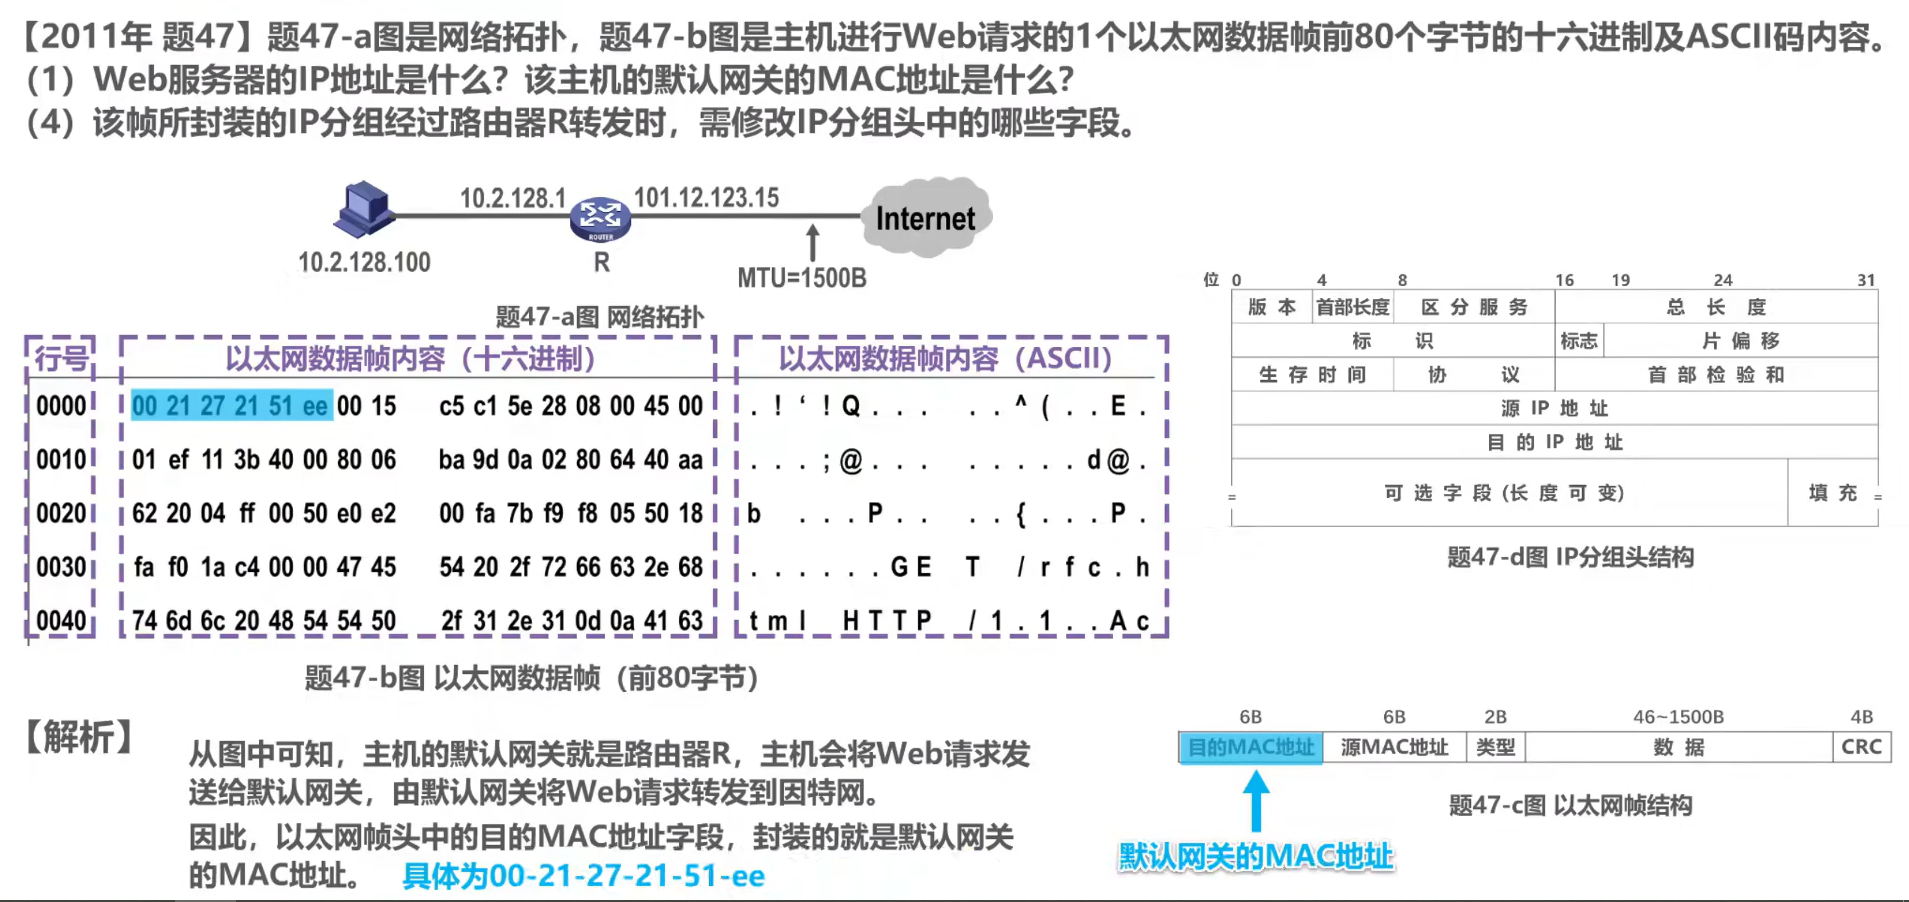 【2011年 题47】题47-a图是网络拓扑，题47-b图是主机进行Web请求的1个以太网数据帧前80个字节的十六进制及ASCII码内容。
（1）Web服务器的IP地址是什么？该主机的默认网关的MAC地址是什么？
（4）该帧所封装的IP分组经过路由器R转发时，需修改IP分组头中的哪些字段。
10.2.128.1 101.12.123.15
Internet
ROUTER
10.2.128.100 R MTU=1500B
题47-a图 网络拓扑
行号 以太网数据帧内容（十六进制） 以太网数据帧内容（ASCII）
0000 00 21 27 21 51 ee 00 15 c5 c1 5e 28 08 00 45 00 . ! ‘ ! Q . . . . . ^ ( . . E .
0010 01 ef 11 3b 40 00 80 06 ba 9d 0a 02 80 64 40 aa . . . ; @ . . . . . . . . d @ .
0020 62 20 04 ff 00 50 e0 e2 00 fa 7b f9 f8 05 50 18 b . . . P . . . . { . . . P .
0030 fa f0 1a c4 00 00 47 45 54 20 2f 72 66 63 2e 68 . . . . . . G E T / r f c . h
0040 74 6d 6c 20 48 54 54 50 2f 31 2e 31 0d 0a 41 63 t m l H T T P / 1 . 1 . . A c
题47-b图 以太网数据帧（前80字节）
位 0 4 8 16 19 24 31
版本 首部长度 区分服务 总长度
标识 标志 片偏移
生存时间 协议 首部检验和
源 IP 地址
目的 IP 地址
= 可选字段 (长度可变) 填充 =
题47-d图 IP分组头结构
【解析】
从图中可知，主机的默认网关就是路由器R，主机会将Web请求发
送给默认网关，由默认网关将Web请求转发到因特网。
因此，以太网帧头中的目的MAC地址字段，封装的就是默认网关
的MAC地址。 具体为00-21-27-21-51-ee
6B 6B 2B 46~1500B 4B
目的MAC地址 源MAC地址 类型 数据 CRC
题47-c图 以太网帧结构
默认网关的MAC地址